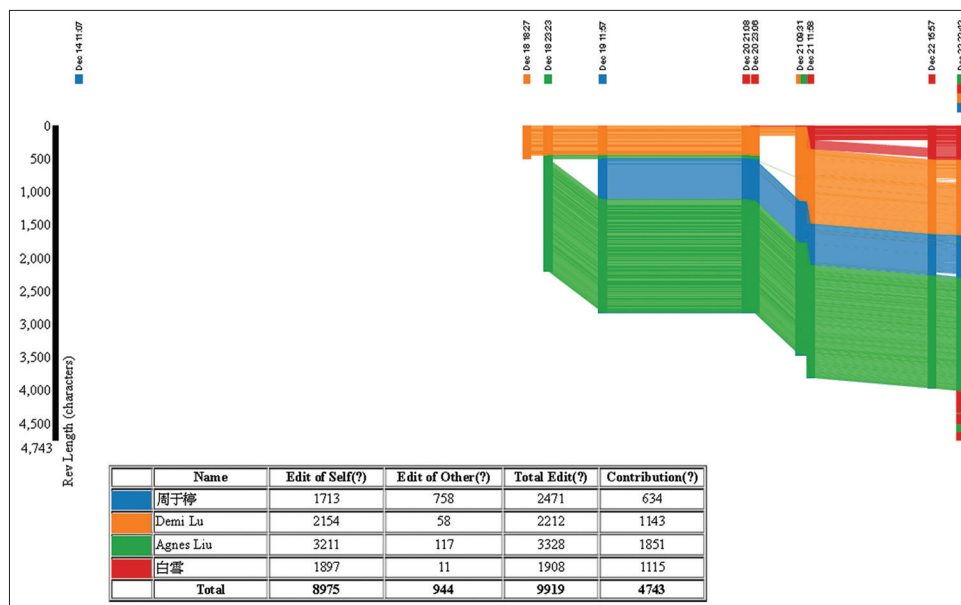 Dec 14 11:07
Dec 18 18:27
Dec 18 23:23
Dec 19 11:57
Dec 20 21:08
Dec 20 23:06
Dec 21 09:31
Dec 21 11:58
Dec 22 15:57
0
500
1,000
1,500
2,000
2,500
3,000
3,500
4,000
4,500
4,743
Rev Length (characters)
Name Edit of Self(?) Edit of Other(?) Total Edit(?) Contribution(?)
周于㯖 1713 758 2471 634
Demi Lu 2154 58 2212 1143
Agnes Liu 3211 117 3328 1851
白雪 1897 11 1908 1115
Total 8975 944 9919 4743